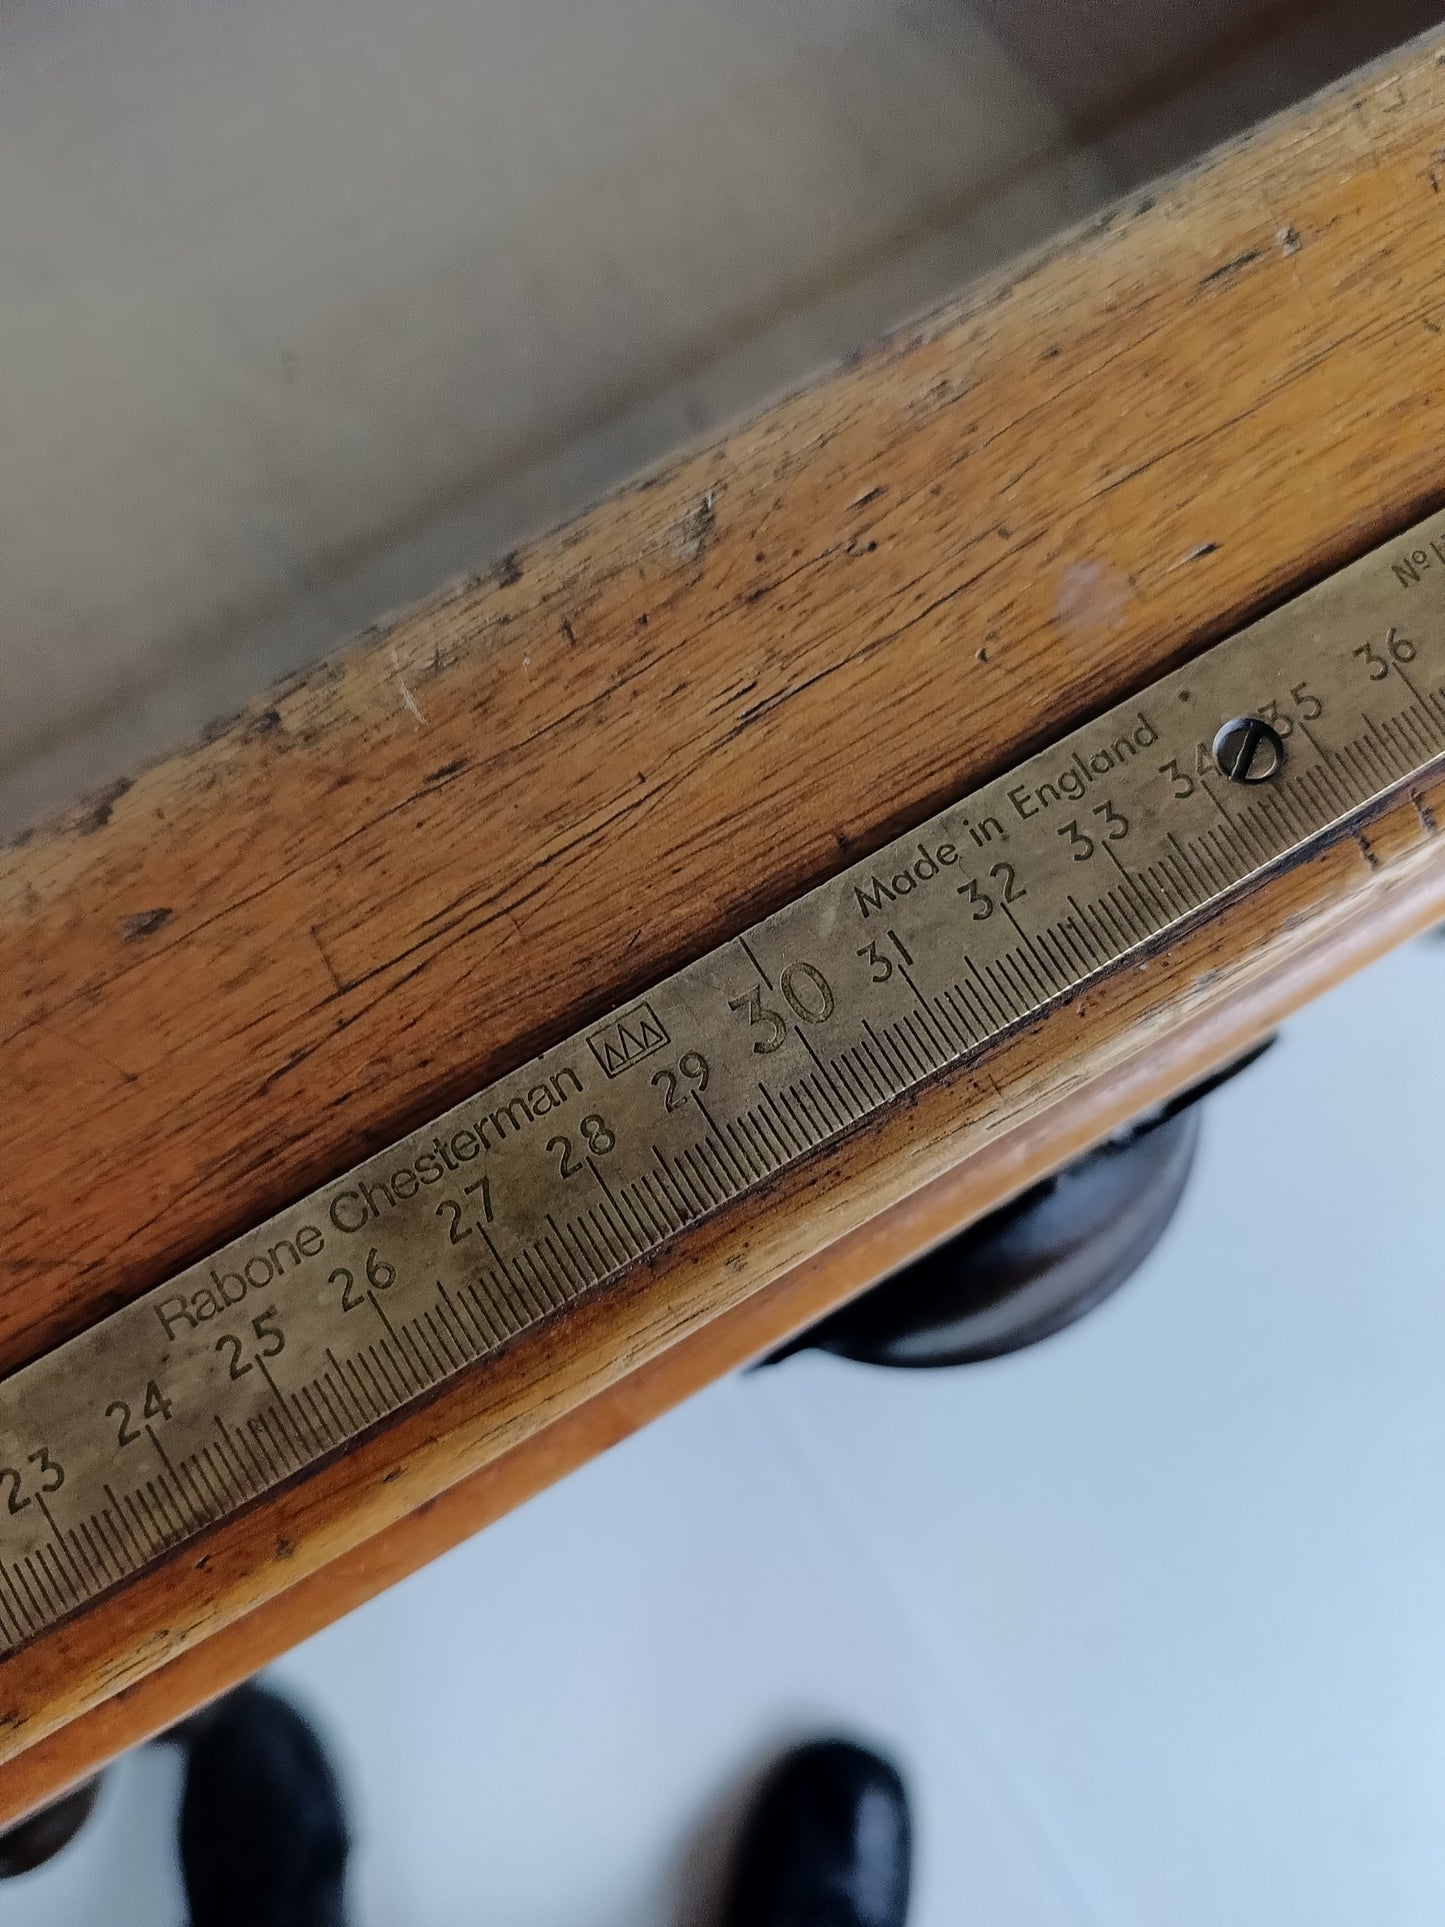 Rabone Chesterman Made in England Nº
23 24 25 26 27 28 29 30 31 32 33 34 35 36